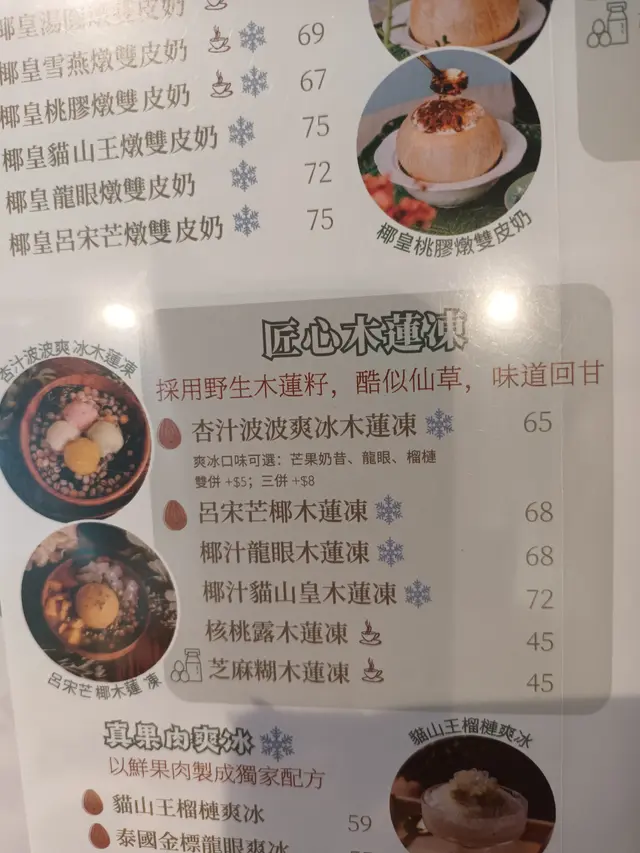 椰皇雪燕燉雙皮奶 69
椰皇桃膠燉雙皮奶 67
椰皇貓山王燉雙皮奶 75
椰皇龍眼燉雙皮奶 72
椰皇呂宋芒燉雙皮奶 75
椰皇桃膠燉雙皮奶
匠心木蓮凍
採用野生木蓮籽，酷似仙草，味道回甘
杏汁波波爽冰木蓮凍
杏汁波波爽冰木蓮凍 65
爽冰口味可選：芒果奶昔、龍眼、榴槤
雙併 +$5；三併 +$8
呂宋芒椰木蓮凍 68
椰汁龍眼木蓮凍 68
椰汁貓山皇木蓮凍 72
核桃露木蓮凍 45
芝麻糊木蓮凍 45
呂宋芒椰木蓮凍
真果肉爽冰
以鮮果肉製成獨家配方
貓山王榴槤爽冰
貓山王榴槤爽冰 59
泰國金標龍眼爽冰